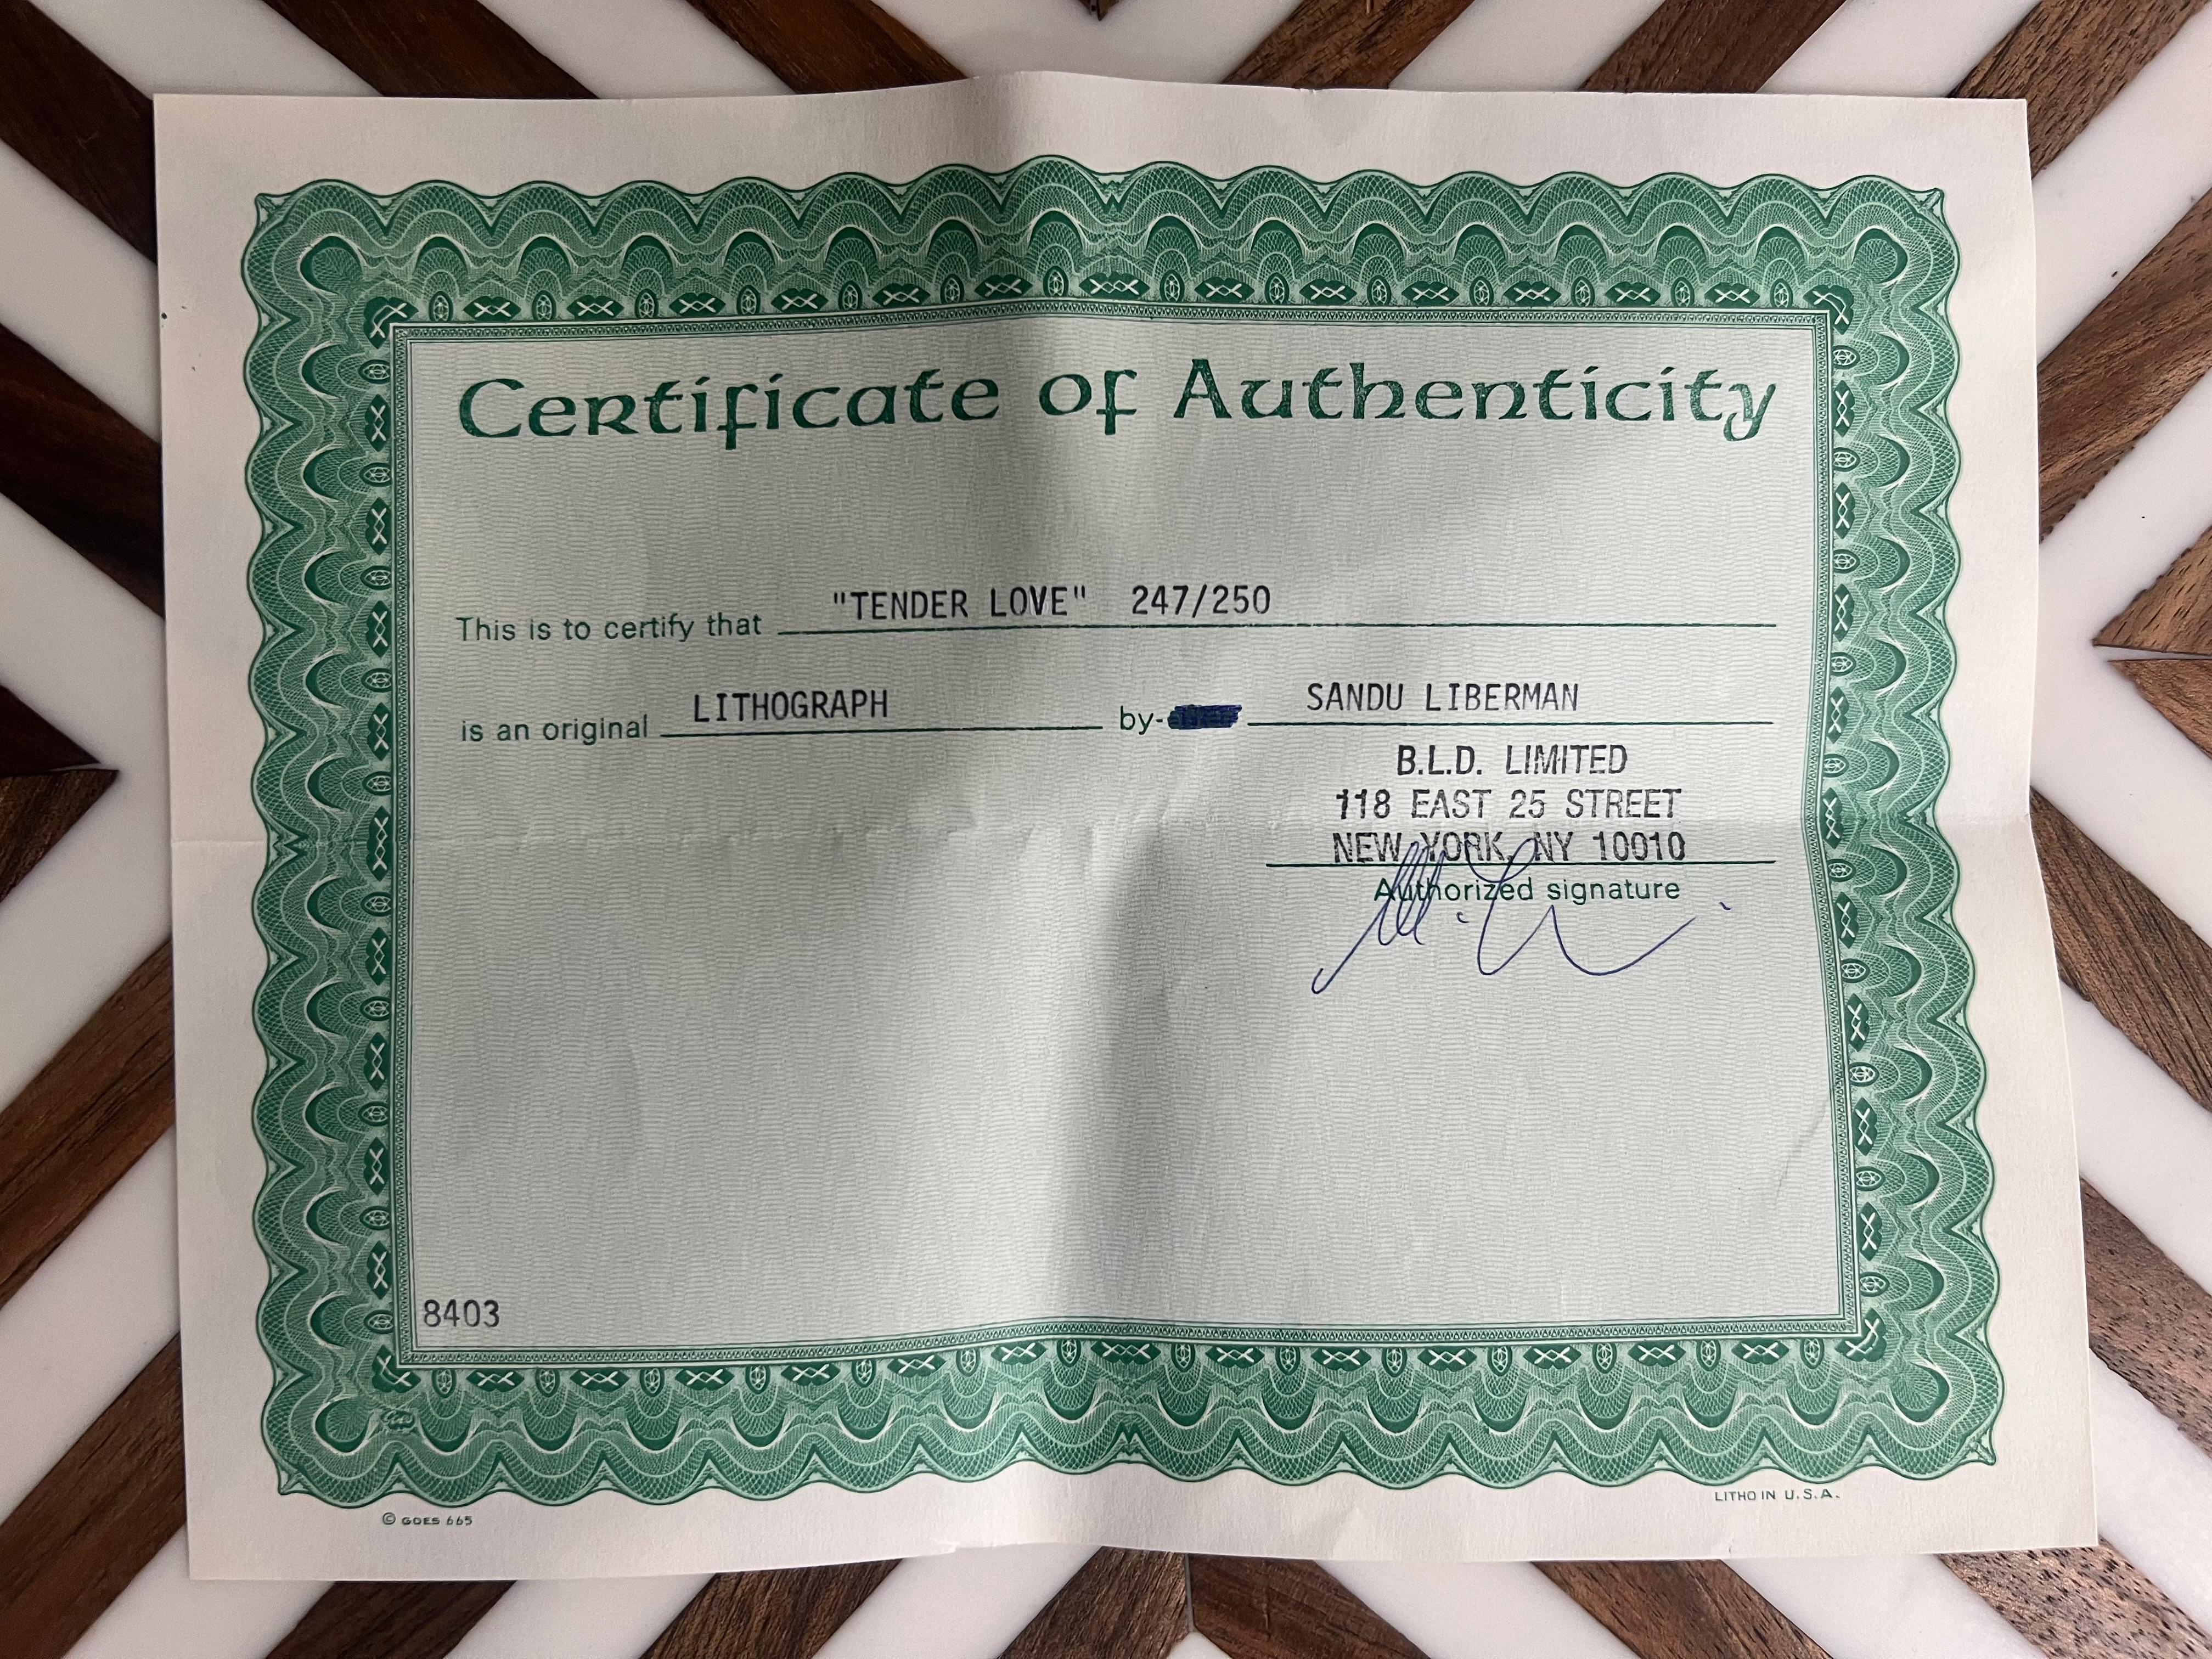 Certificate of Authenticity
This is to certify that "TENDER LOVE" 247/250
is an original LITHOGRAPH by- SANDU LIBERMAN
B.L.D. LIMITED
118 EAST 25 STREET
NEW YORK, NY 10010
Authorized signature
8403
© GOES 665
LITHO IN U.S.A.